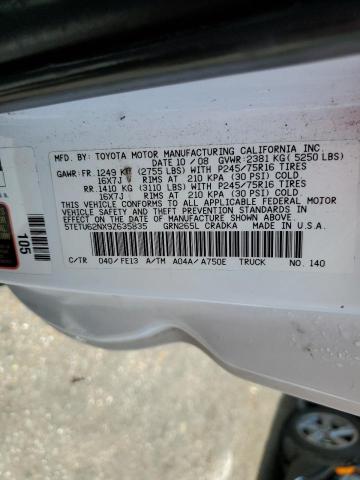 MFD. BY: TOYOTA MOTOR MANUFACTURING CALIFORNIA INC.
DATE 10 / 08 GVWR 2381 KG ( 5250 LBS)
GAWR: FR. 1249 KG (2755 LBS) WITH P245/75R16 TIRES
16X7J RIMS AT 210 KPA (30 PSI) COLD.
RR. 1410 KG (3110 LBS) WITH P245/75R16 TIRES
16X7J RIMS AT 210 KPA (30 PSI) COLD.
THIS VEHICLE CONFORMS TO ALL APPLICABLE FEDERAL MOTOR
VEHICLE SAFETY, BUMPER, AND THEFT PREVENTION STANDARDS
IN EFFECT ON THE DATE OF MANUFACTURE SHOWN ABOVE.
5TETU62NX9Z635835 GRN265L CRADKA MADE IN U.S.A.
C/TR 040/FE13 A/TM A04A/A750E TRUCK NO. 140
105